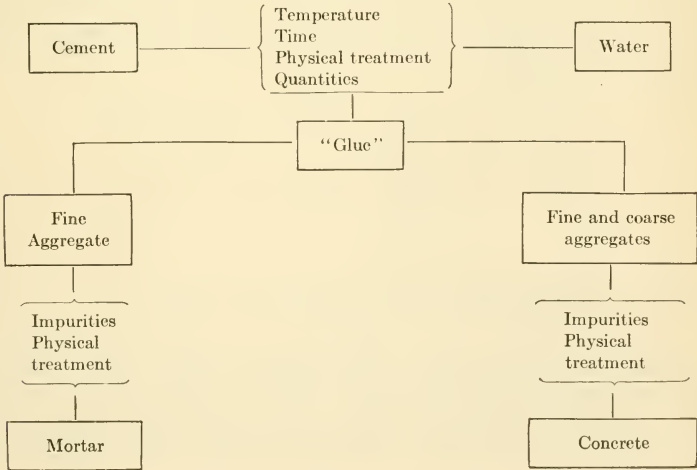 Cement
Temperature
Time
Physical treatment
Quantities
Water
“Glue”
Fine
Aggregate
Fine and coarse
aggregates
Impurities
Physical
treatment
Impurities
Physical
treatment
Mortar
Concrete